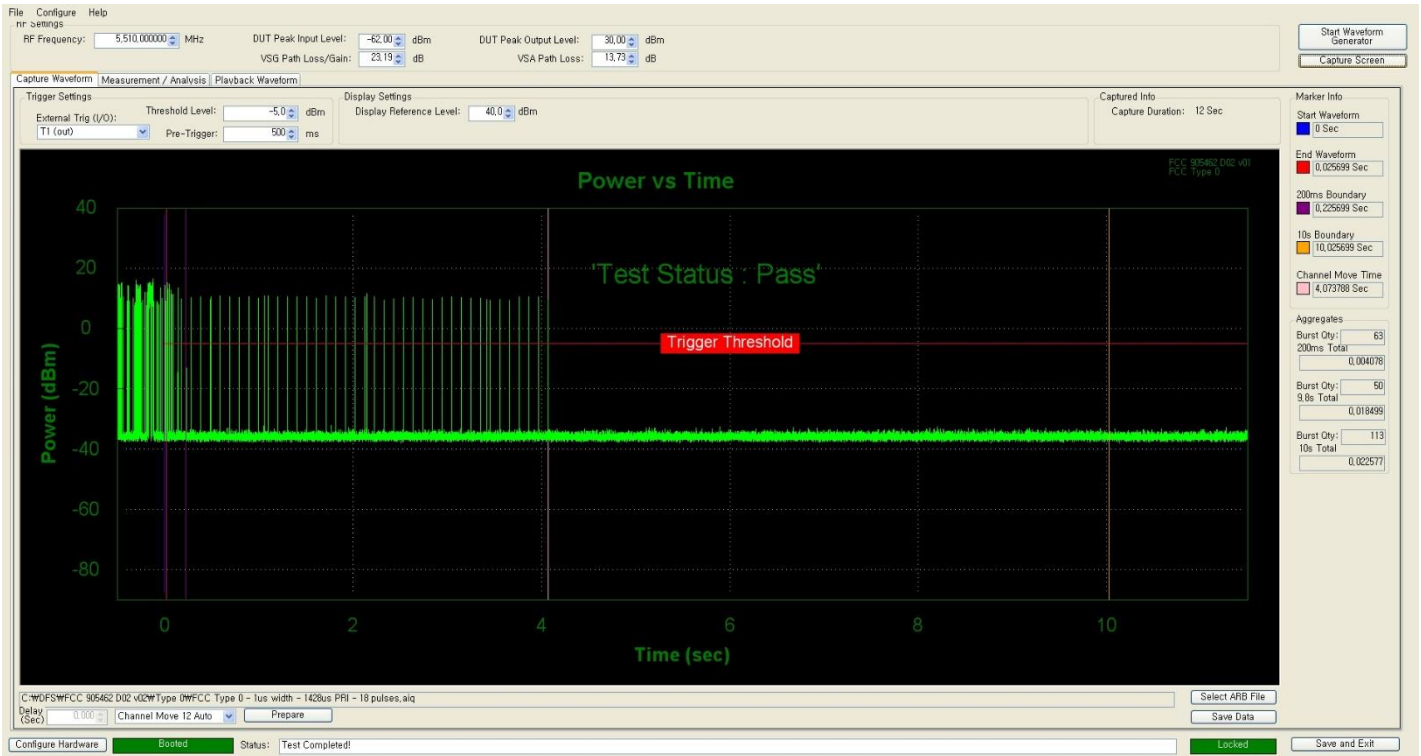 File Configure Help
RF Settings
RF Frequency: 5,510,000000 MHz DUT Peak Input Level: -62,00 dBm DUT Peak Output Level: 30,00 dBm
VSG Path Loss/Gain: 23,19 dB VSA Path Loss: 13,73 dB
Start Waveform Generator
Capture Screen
Capture Waveform Measurement / Analysis Playback Waveform
Trigger Settings
External Trig (I/O): Threshold Level: -5,0 dBm
T1 (out) Pre-Trigger: 500 ms
Display Settings
Display Reference Level: 40,0 dBm
Captured Info
Capture Duration: 12 Sec
Marker Info
Start Waveform
0 Sec
End Waveform
0,025699 Sec
200ms Boundary
0,225699 Sec
10s Boundary
10,025699 Sec
Channel Move Time
4,073788 Sec
Aggregates
Burst Qty: 63
200ms Total
0,004078
Burst Qty: 50
9,8s Total
0,018499
Burst Qty: 113
10s Total
0,022577
FCC 905462 D02 v01
FCC Type 0
Power vs Time
'Test Status : Pass'
Trigger Threshold
Power (dBm)
40
20
0
-20
-40
-60
-80
0 2 4 6 8 10
Time (sec)
C:₩DFS₩FCC 905462 D02 v02₩Type 0₩FCC Type 0 - 1us width - 1428us PRI - 18 pulses,aiq
Select ARB File
Delay (Sec) 0.000 Channel Move 12 Auto Prepare
Save Data
Configure Hardware Booted Status: Test Completed! Locked Save and Exit